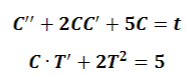 C'' + 2CC' + 5C = t
C · T' + 2T² = 5